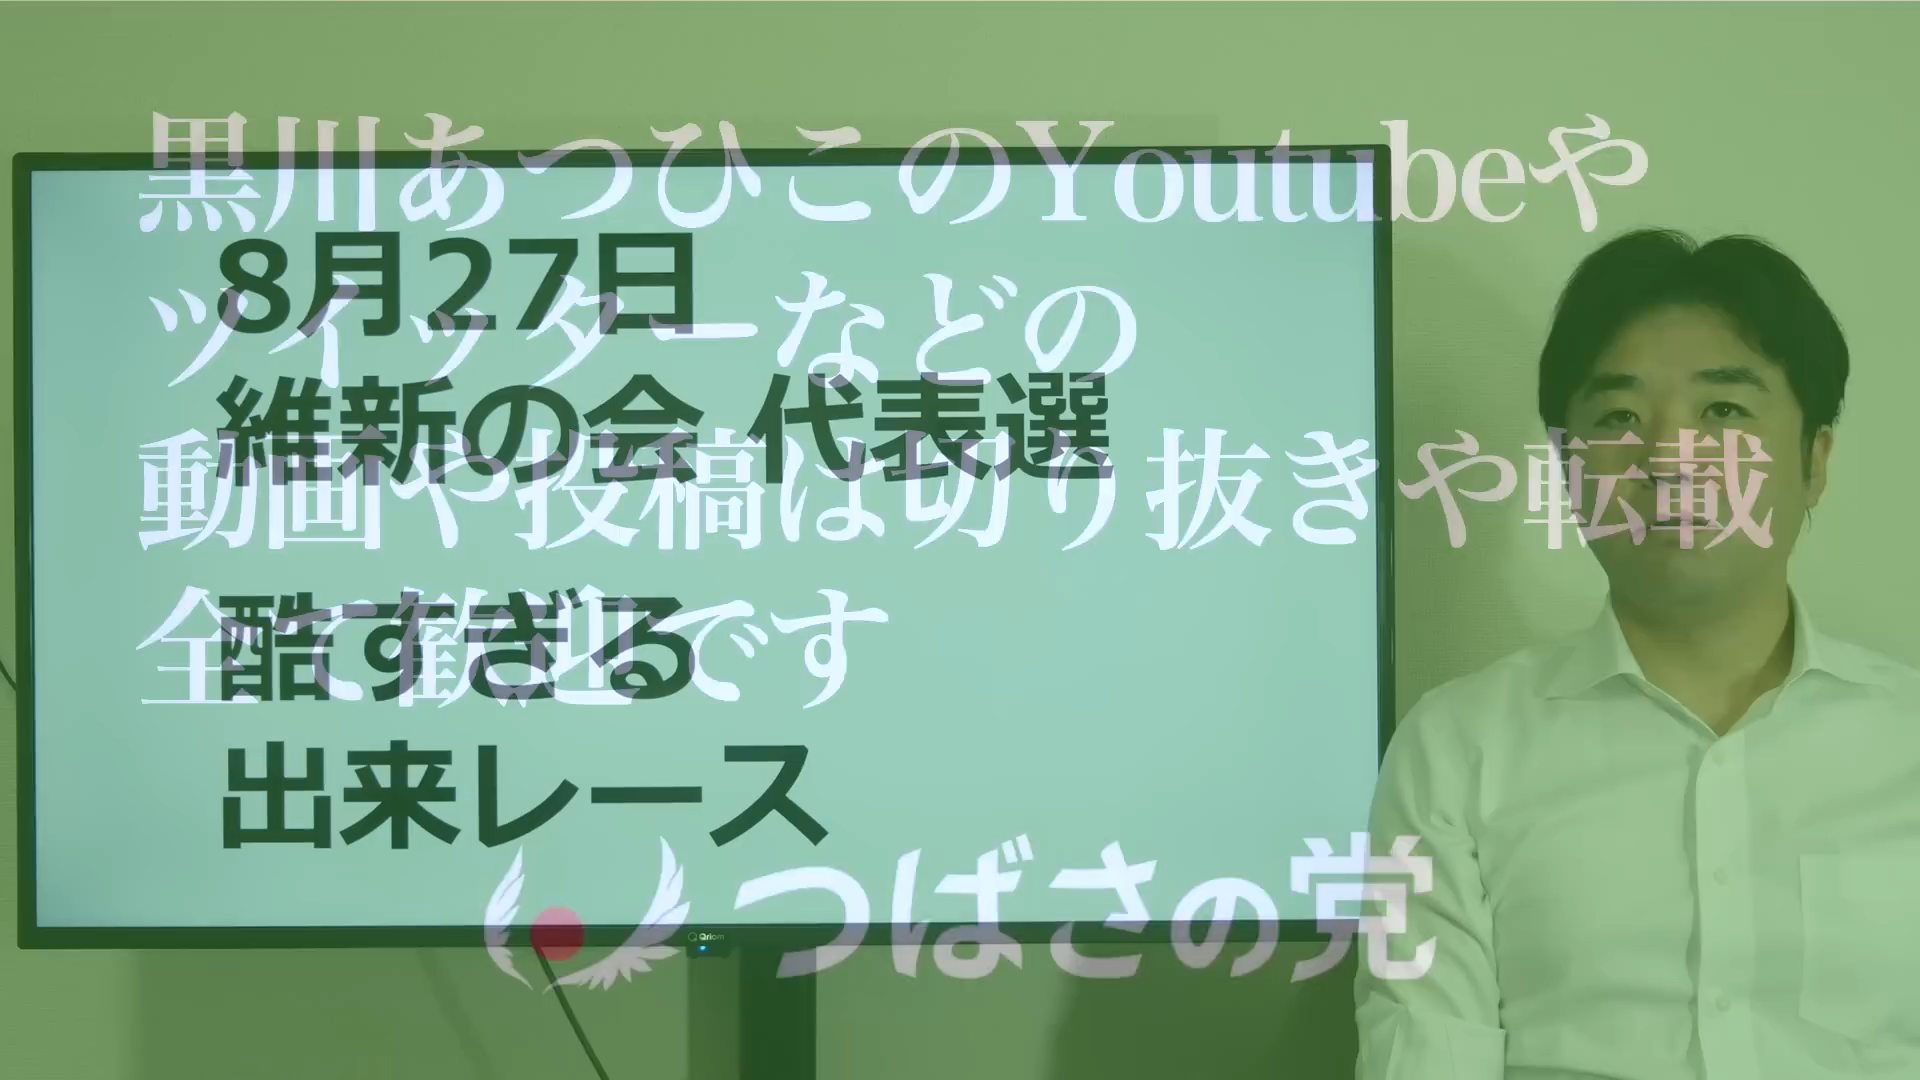 黒川あつひこのYoutubeや
ツイッターなどの
動画や投稿は切り抜きや転載
全て歓迎です
8月27日
維新の会 代表選
酷すぎる
出来レース
つばさの党
Qriom